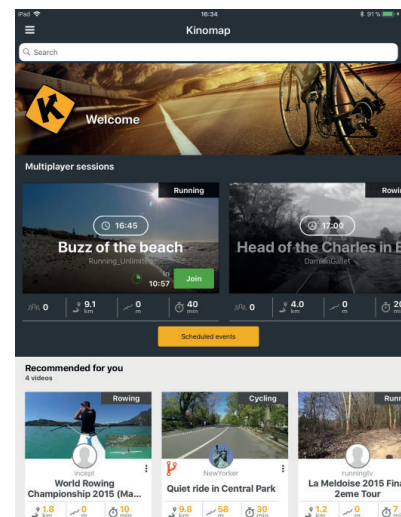 iPad 16:34 91 %
Kinomap
Search
K
Welcome
Multiplayer sessions
Running
16:45
Buzz of the beach
Running_Unlimite
In
10:57
Join
0 9.1 km 0 m 40 min
Rowin
17:00
Head of the Charles in B
DamienGallet
0 4.0 km 0 m 20
Scheduled events
Recommended for you
4 videos
Rowing
incept
World Rowing
Championship 2015 (Ma...
1.8 km 0 m 10 min
Cycling
NewYorker
Quiet ride in Central Park
9.8 km 58 m 30 min
Runn
runningtv
La Meldoise 2015 Fina
2eme Tour
1.2 km 0 m 7